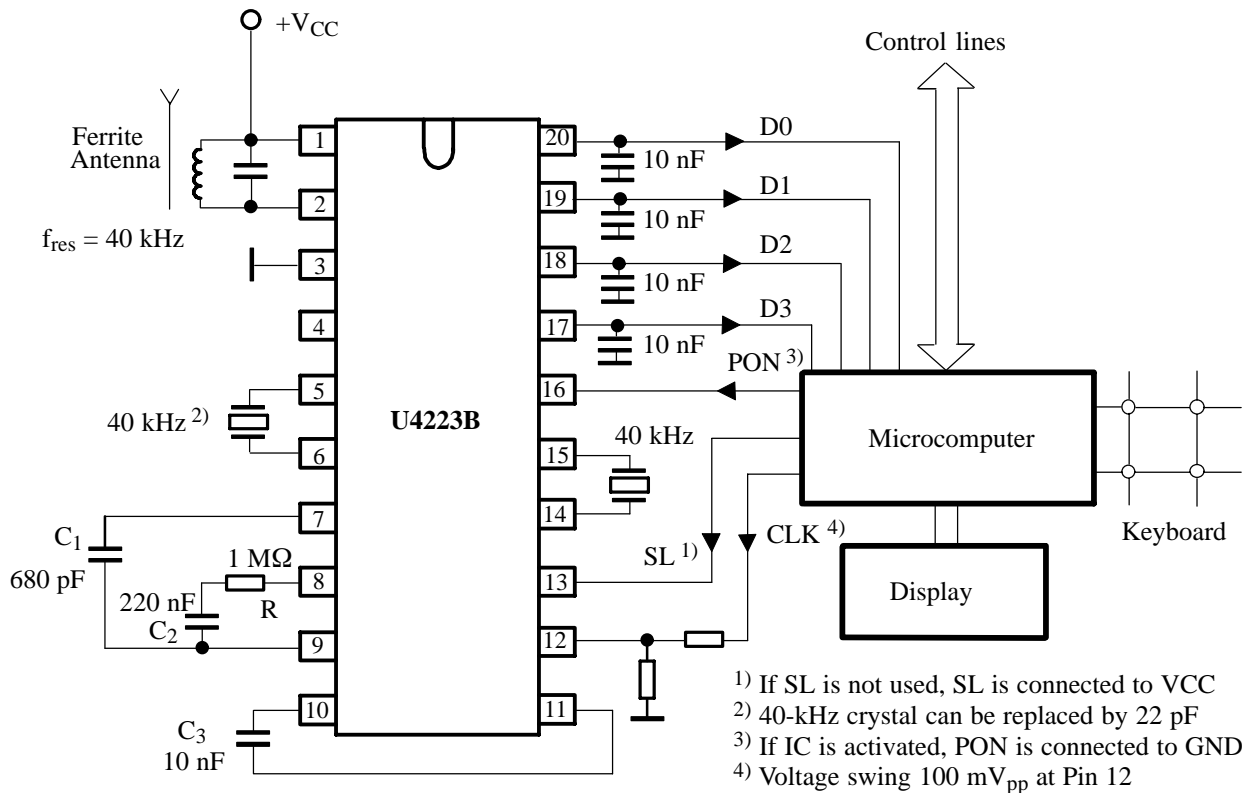 +V_CC
Control lines
Ferrite
Antenna
f_res = 40 kHz
1
2
3
4
5
6
7
8
9
10
20
19
18
17
16
15
14
13
12
11
U4223B
10 nF
D0
10 nF
D1
10 nF
D2
10 nF
D3
PON 3)
40 kHz 2)
40 kHz
Microcomputer
Keyboard
C1
680 pF
1 MΩ
R
220 nF
C2
SL 1)
CLK 4)
Display
C3
10 nF
1) If SL is not used, SL is connected to VCC
2) 40-kHz crystal can be replaced by 22 pF
3) If IC is activated, PON is connected to GND
4) Voltage swing 100 mVpp at Pin 12